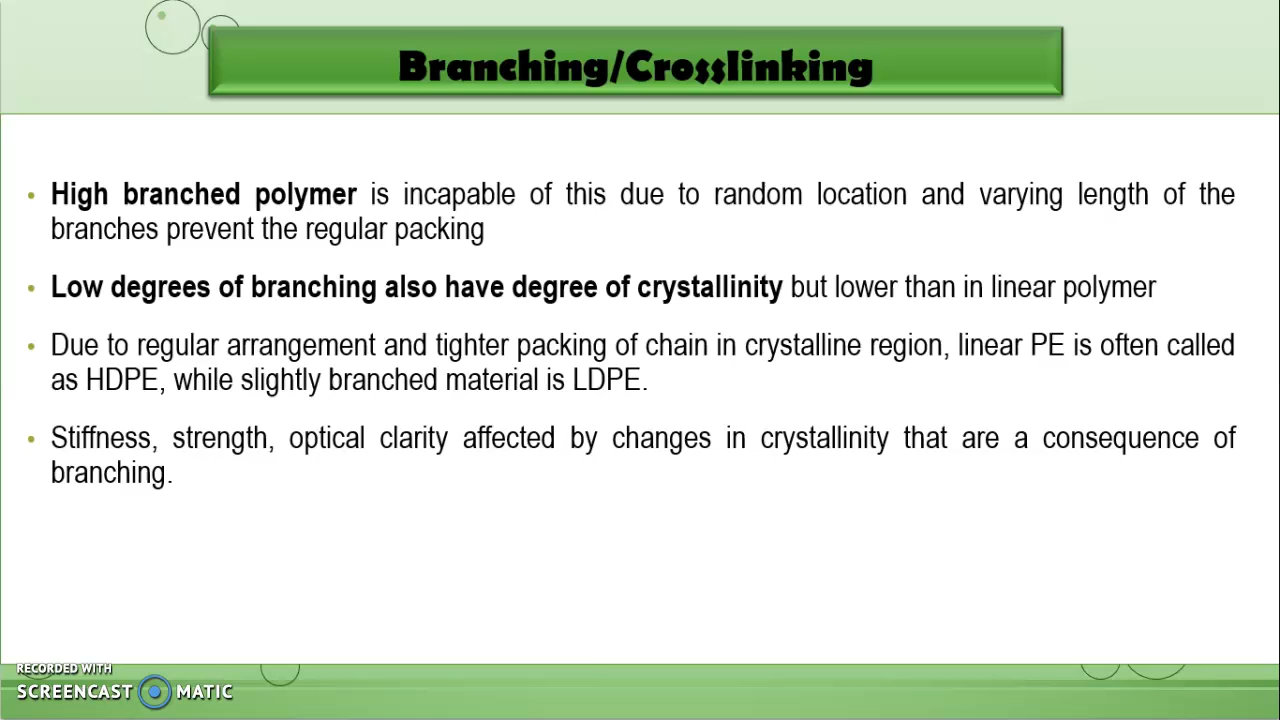 Branching/Crosslinking
• High branched polymer is incapable of this due to random location and varying length of the
branches prevent the regular packing
• Low degrees of branching also have degree of crystallinity but lower than in linear polymer
• Due to regular arrangement and tighter packing of chain in crystalline region, linear PE is often called
as HDPE, while slightly branched material is LDPE.
• Stiffness, strength, optical clarity affected by changes in crystallinity that are a consequence of
branching.
RECORDED WITH
SCREENCAST MATIC